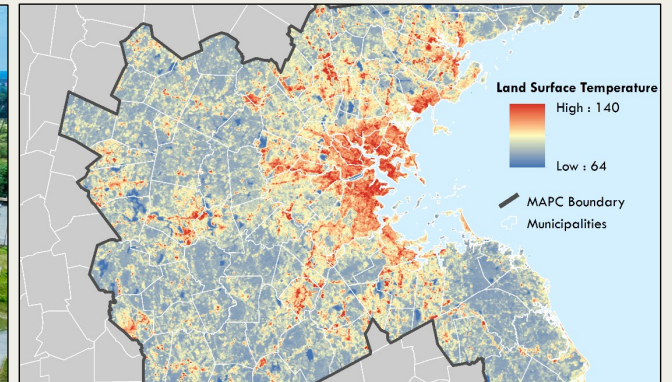 Land Surface Temperature
High : 140
Low : 64
MAPC Boundary
Municipalities